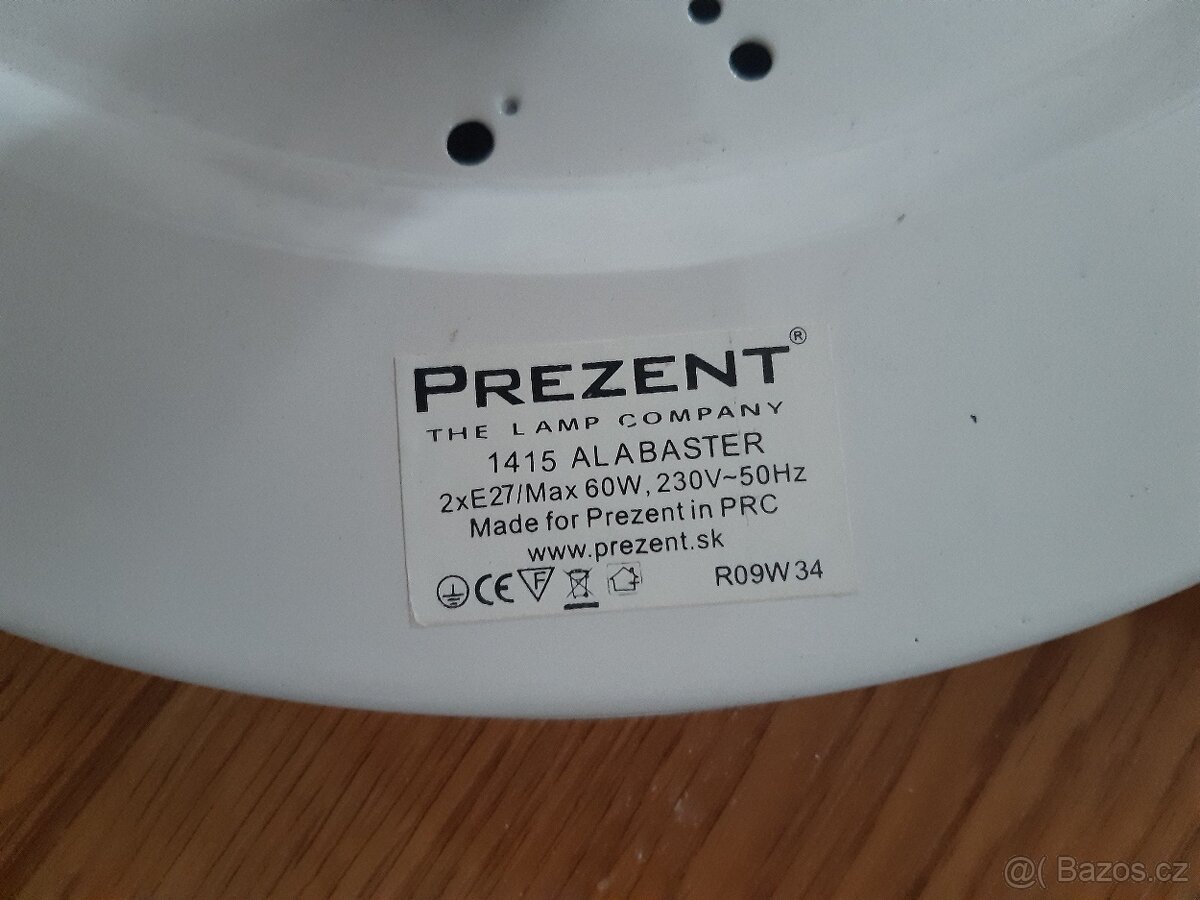 PREZENT®
THE LAMP COMPANY
1415 ALABASTER
2xE27/Max 60W, 230V~50Hz
Made for Prezent in PRC
www.prezent.sk
CE F R09W34
@( Bazos.cz